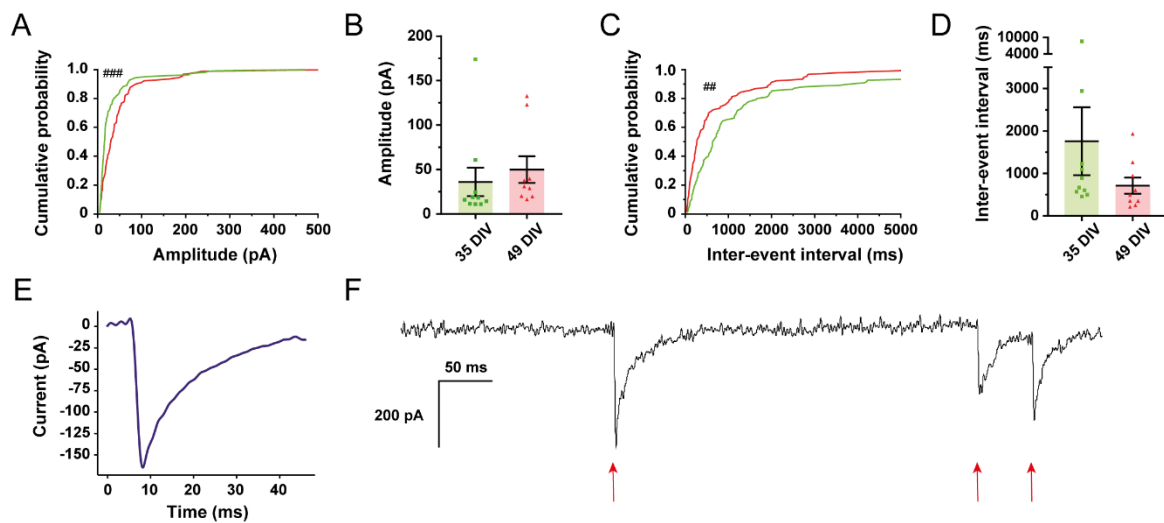 A
Cumulative probability
1.0
0.8
0.6
0.4
0.2
0
###
0
100
200
300
400
500
Amplitude (pA)
B
Amplitude (pA)
200
150
100
50
0
35 DIV
49 DIV
C
Cumulative probability
1.0
0.8
0.6
0.4
0.2
0
##
0
1000
2000
3000
4000
5000
Inter-event interval (ms)
D
Inter-event interval (ms)
10000
4000
3000
2000
1000
0
35 DIV
49 DIV
E
Current (pA)
0
-25
-50
-75
-100
-125
-150
0
10
20
30
40
Time (ms)
F
50 ms
200 pA